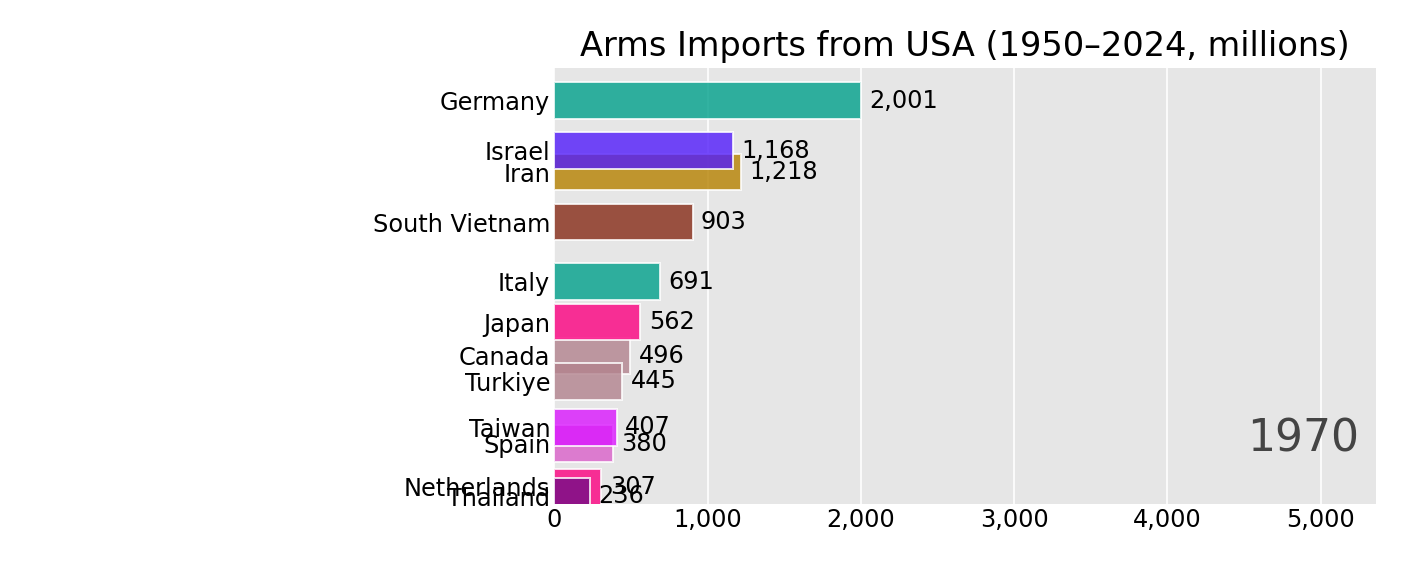 Arms Imports from USA (1950–2024, millions)
Germany 2,001
Israel 1,168
Iran 1,218
South Vietnam 903
Italy 691
Japan 562
Canada 496
Turkiye 445
Taiwan 407
Spain 380
1970
Netherlands 307
Thailand 236
0 1,000 2,000 3,000 4,000 5,000